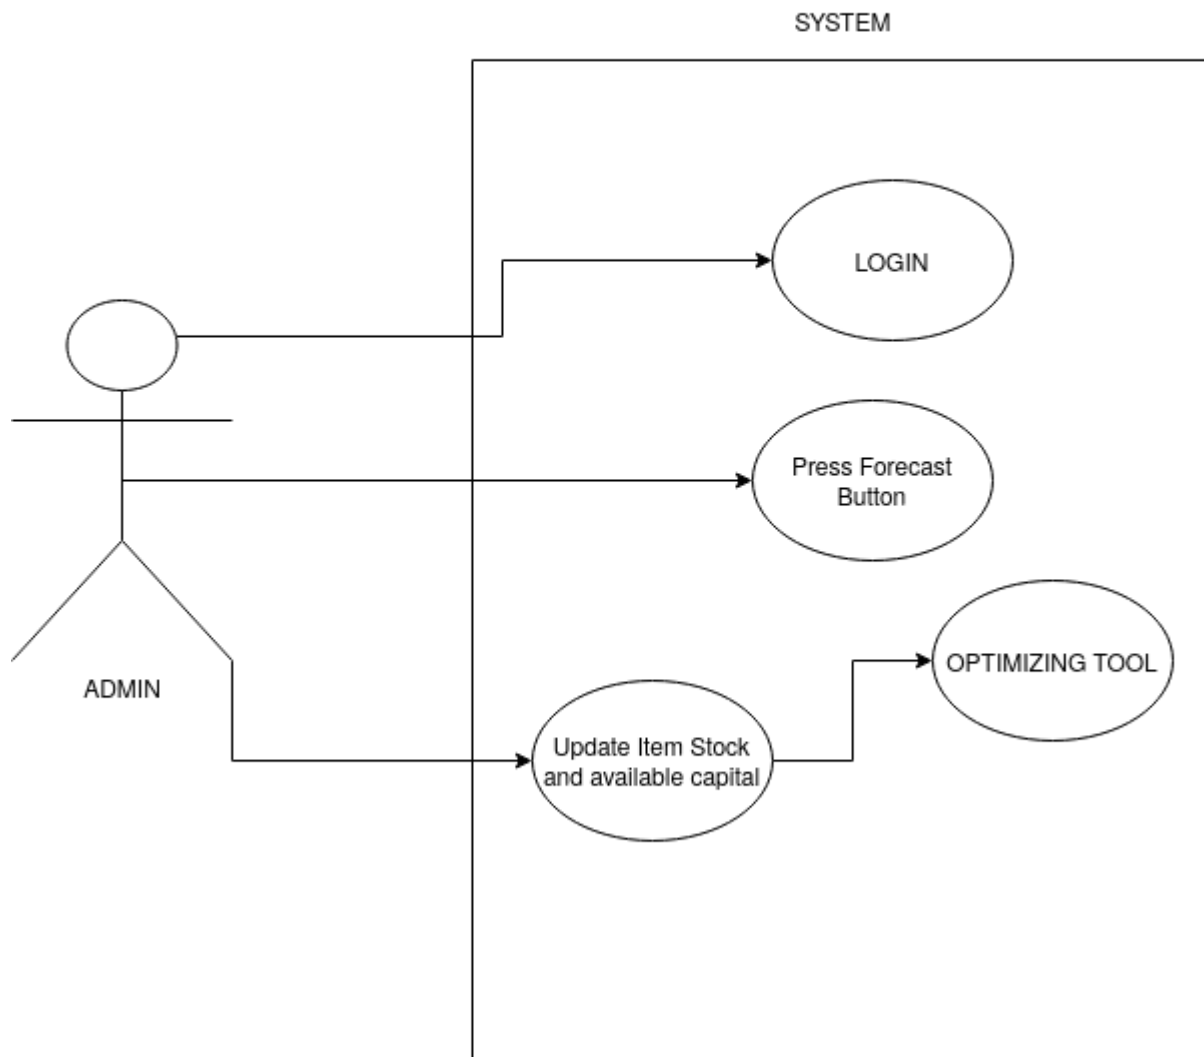 SYSTEM
LOGIN
Press Forecast
Button
OPTIMIZING TOOL
ADMIN
Update Item Stock
and available capital